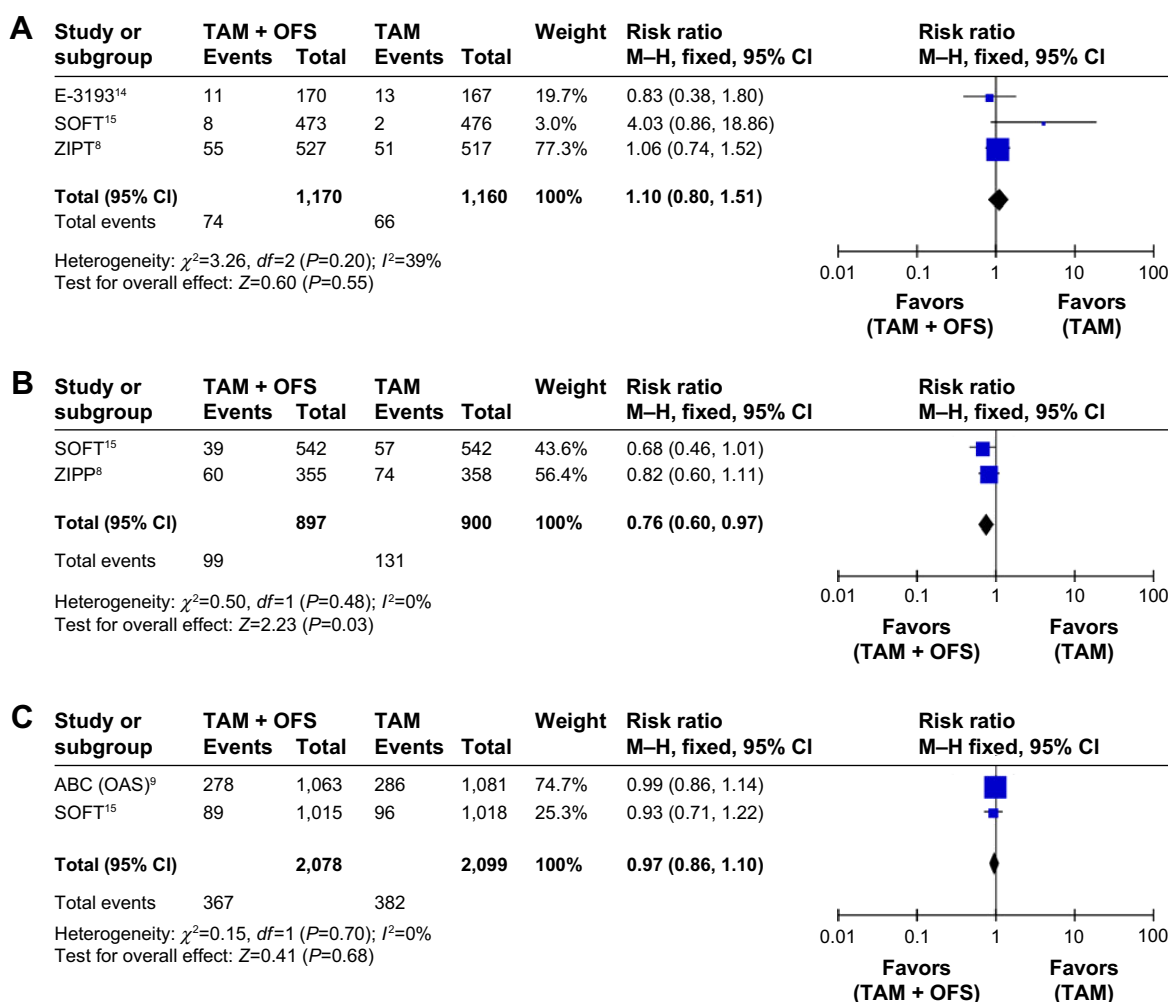 A
Study or TAM + OFS TAM Weight Risk ratio Risk ratio
subgroup Events Total Events Total M–H, fixed, 95% CI M–H, fixed, 95% CI
E-3193¹⁴ 11 170 13 167 19.7% 0.83 (0.38, 1.80)
SOFT¹⁵ 8 473 2 476 3.0% 4.03 (0.86, 18.86)
ZIPT⁸ 55 527 51 517 77.3% 1.06 (0.74, 1.52)
Total (95% CI) 1,170 1,160 100% 1.10 (0.80, 1.51)
Total events 74 66
Heterogeneity: χ²=3.26, df=2 (P=0.20); I²=39%
Test for overall effect: Z=0.60 (P=0.55)
0.01 0.1 1 10 100
Favors Favors
(TAM + OFS) (TAM)
B
Study or TAM + OFS TAM Weight Risk ratio Risk ratio
subgroup Events Total Events Total M–H, fixed, 95% CI M–H, fixed, 95% CI
SOFT¹⁵ 39 542 57 542 43.6% 0.68 (0.46, 1.01)
ZIPP⁸ 60 355 74 358 56.4% 0.82 (0.60, 1.11)
Total (95% CI) 897 900 100% 0.76 (0.60, 0.97)
Total events 99 131
Heterogeneity: χ²=0.50, df=1 (P=0.48); I²=0%
Test for overall effect: Z=2.23 (P=0.03)
0.01 0.1 1 10 100
Favors Favors
(TAM + OFS) (TAM)
C
Study or TAM + OFS TAM Weight Risk ratio Risk ratio
subgroup Events Total Events Total M–H, fixed, 95% CI M–H fixed, 95% CI
ABC (OAS)⁹ 278 1,063 286 1,081 74.7% 0.99 (0.86, 1.14)
SOFT¹⁵ 89 1,015 96 1,018 25.3% 0.93 (0.71, 1.22)
Total (95% CI) 2,078 2,099 100% 0.97 (0.86, 1.10)
Total events 367 382
Heterogeneity: χ²=0.15, df=1 (P=0.70); I²=0%
Test for overall effect: Z=0.41 (P=0.68)
0.01 0.1 1 10 100
Favors Favors
(TAM + OFS) (TAM)